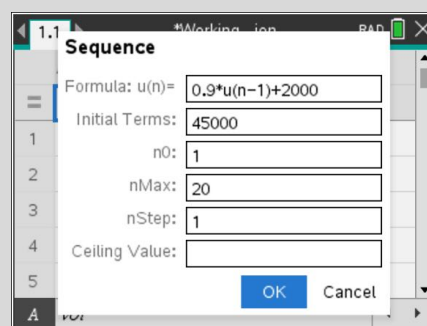 1.1
RAD
Sequence
Formula: u(n)= 0.9*u(n−1)+2000
Initial Terms: 45000
n0: 1
nMax: 20
nStep: 1
Ceiling Value:
OK Cancel
=
1
2
3
4
5
A